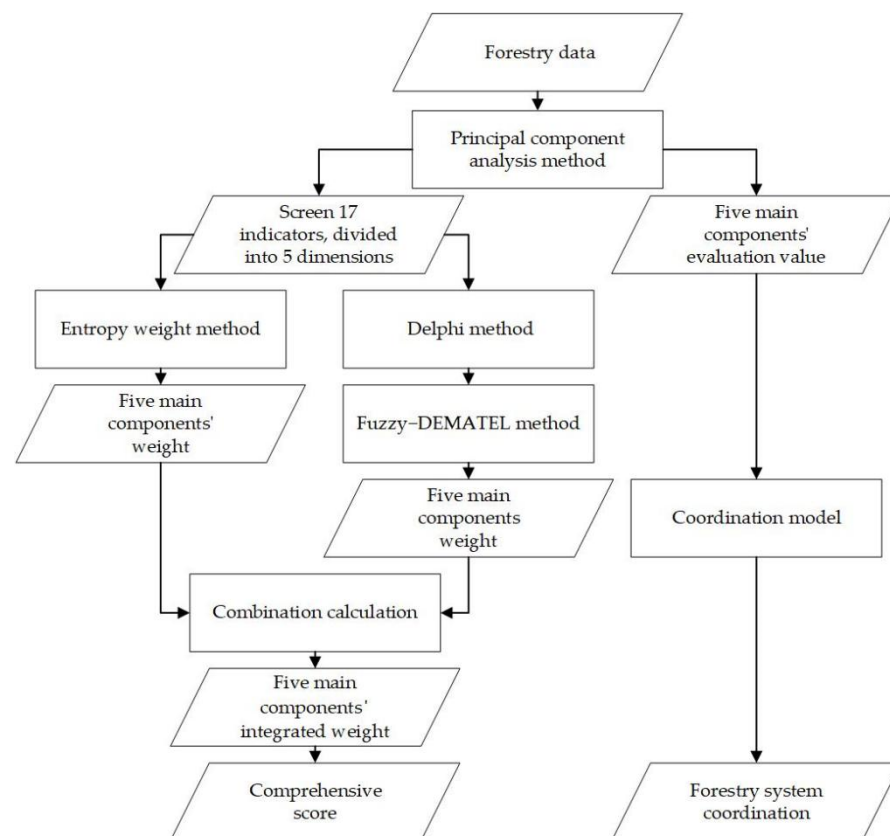 Forestry data
Principal component
analysis method
Screen 17
indicators, divided
into 5 dimensions
Five main
components'
evaluation value
Entropy weight method
Delphi method
Five main
components'
weight
Fuzzy−DEMATEL method
Five main
components
weight
Coordination model
Combination calculation
Five main
components'
integrated weight
Comprehensive
score
Forestry system
coordination